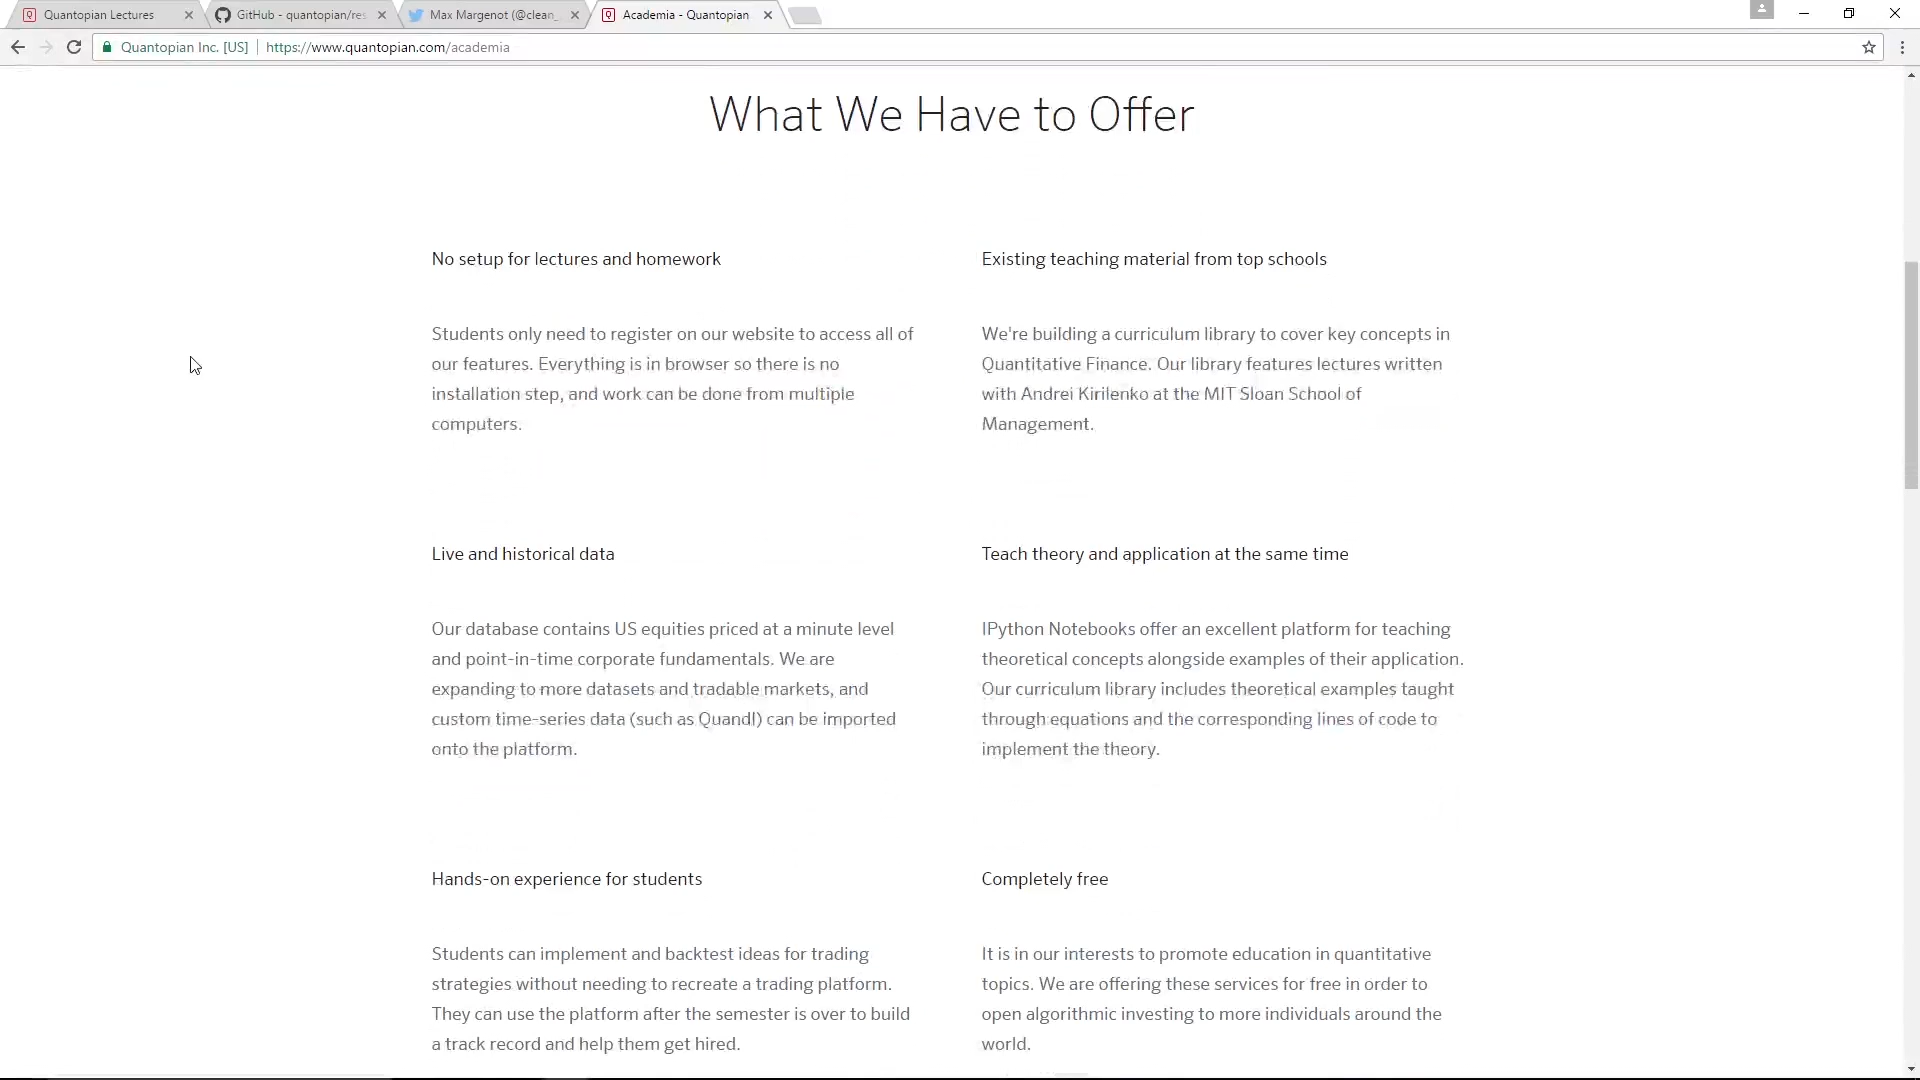 Quantopian Lectures
GitHub - quantopian/res
Max Margenot (@clean_
Academia - Quantopian
Quantopian Inc. [US]
https://www.quantopian.com/academia
What We Have to Offer
No setup for lectures and homework
Students only need to register on our website to access all of
our features. Everything is in browser so there is no
installation step, and work can be done from multiple
computers.
Existing teaching material from top schools
We're building a curriculum library to cover key concepts in
Quantitative Finance. Our library features lectures written
with Andrei Kirilenko at the MIT Sloan School of
Management.
Live and historical data
Our database contains US equities priced at a minute level
and point-in-time corporate fundamentals. We are
expanding to more datasets and tradable markets, and
custom time-series data (such as Quandl) can be imported
onto the platform.
Teach theory and application at the same time
IPython Notebooks offer an excellent platform for teaching
theoretical concepts alongside examples of their application.
Our curriculum library includes theoretical examples taught
through equations and the corresponding lines of code to
implement the theory.
Hands-on experience for students
Students can implement and backtest ideas for trading
strategies without needing to recreate a trading platform.
They can use the platform after the semester is over to build
a track record and help them get hired.
Completely free
It is in our interests to promote education in quantitative
topics. We are offering these services for free in order to
open algorithmic investing to more individuals around the
world.